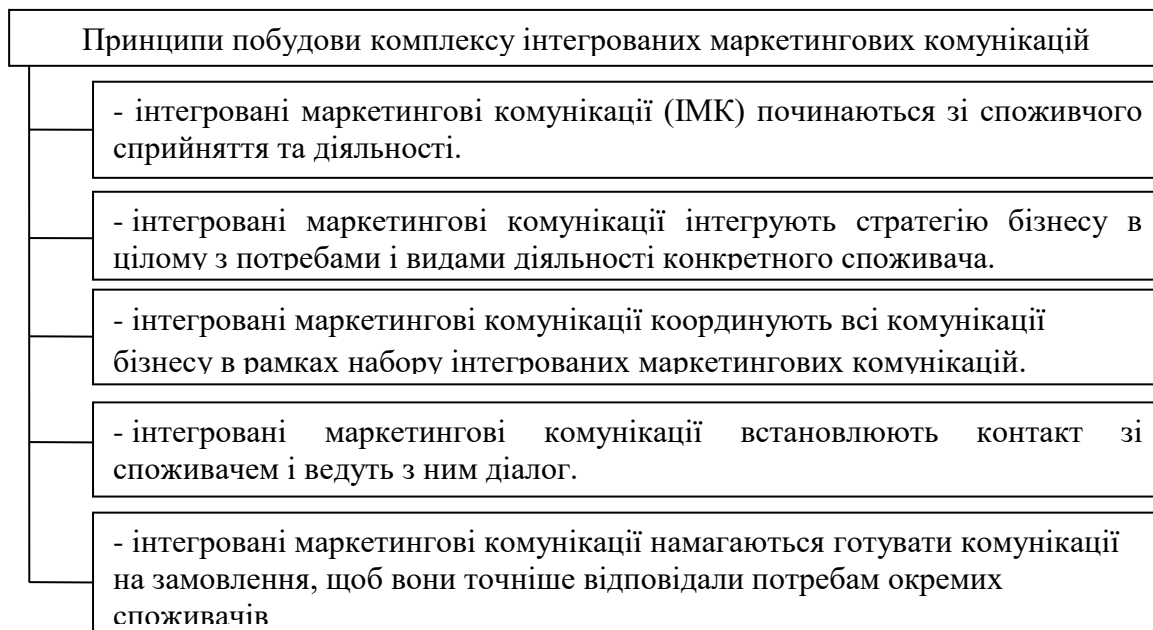 Принципи побудови комплексу інтегрованих маркетингових комунікацій
- інтегровані маркетингові комунікації (ІМК) починаються зі споживчого
сприйняття та діяльності.
- інтегровані маркетингові комунікації інтегрують стратегію бізнесу в
цілому з потребами і видами діяльності конкретного споживача.
- інтегровані маркетингові комунікації координують всі комунікації
бізнесу в рамках набору інтегрованих маркетингових комунікацій.
- інтегровані маркетингові комунікації встановлюють контакт зі
споживачем і ведуть з ним діалог.
- інтегровані маркетингові комунікації намагаються готувати комунікації
на замовлення, щоб вони точніше відповідали потребам окремих
споживачів